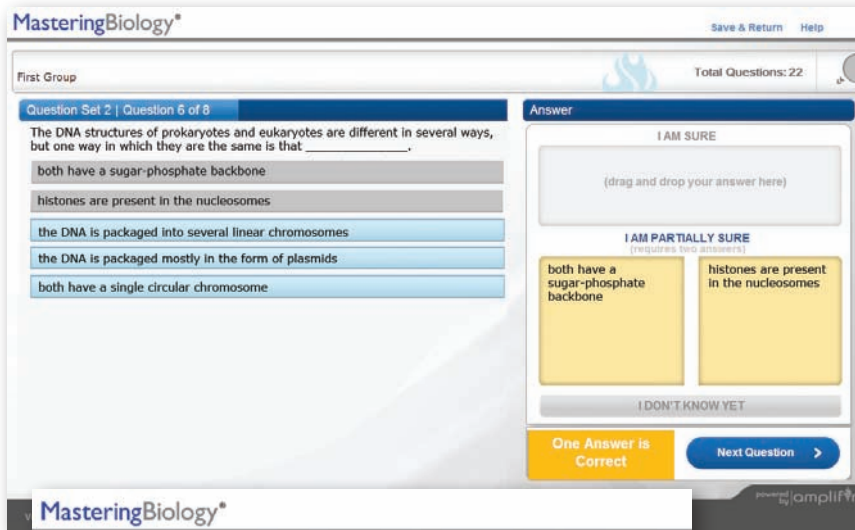 MasteringBiology®
Save & Return Help
First Group
Total Questions: 22
Question Set 2 | Question 6 of 8
The DNA structures of prokaryotes and eukaryotes are different in several ways,
but one way in which they are the same is that _______________.
both have a sugar-phosphate backbone
histones are present in the nucleosomes
the DNA is packaged into several linear chromosomes
the DNA is packaged mostly in the form of plasmids
both have a single circular chromosome
Answer
I AM SURE
(drag and drop your answer here)
I AM PARTIALLY SURE
(requires two answers)
both have a
sugar-phosphate
backbone
histones are present
in the nucleosomes
I DON'T KNOW YET
One Answer is
Correct
Next Question
powered by
MasteringBiology®